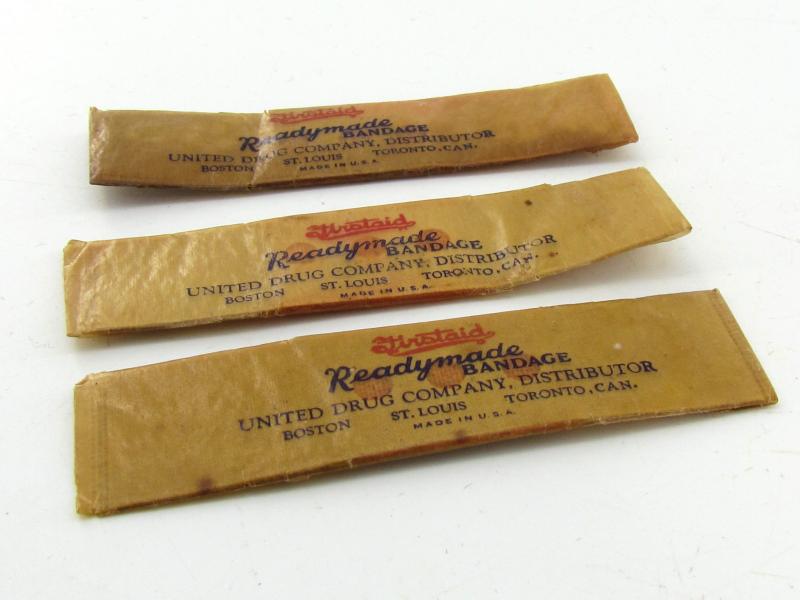 Firstaid
Readymade BANDAGE
UNITED DRUG COMPANY, DISTRIBUTOR
BOSTON ST. LOUIS TORONTO, CAN.
MADE IN U.S.A.
Firstaid
Readymade BANDAGE
UNITED DRUG COMPANY, DISTRIBUTOR
BOSTON ST. LOUIS TORONTO, CAN.
MADE IN U.S.A.
Firstaid
Readymade BANDAGE
UNITED DRUG COMPANY, DISTRIBUTOR
BOSTON ST. LOUIS TORONTO, CAN.
MADE IN U.S.A.